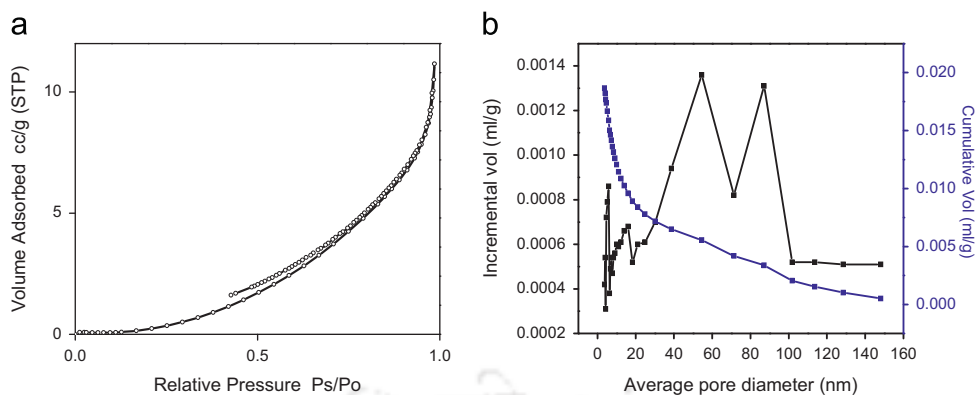 a
b
Volume Adsorbed cc/g (STP)
10
5
0
0.0
0.5
1.0
Relative Pressure Ps/Po
Incremental vol (ml/g)
0.0014
0.0012
0.0010
0.0008
0.0006
0.0004
0.0002
0 20 40 60 80 100 120 140 160
Average pore diameter (nm)
0.020
0.015
0.010
0.005
0.000
Cumulative Vol (ml/g)